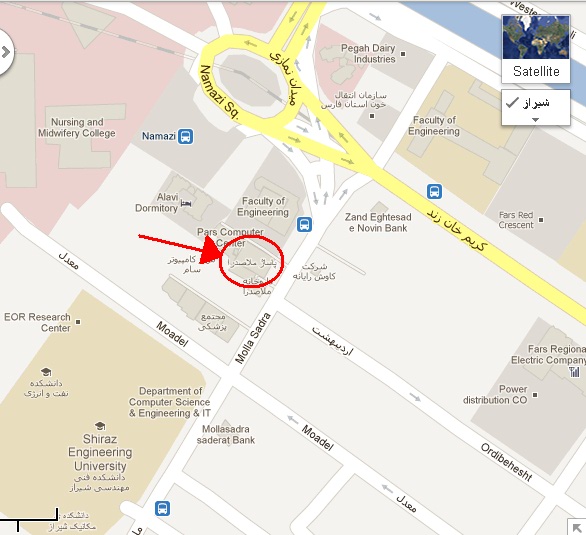 Western
Pegah Dairy
Industries
Satellite
شیراز
میدان نمازی
Namazi Sq.
سازمان انتقال
خون استان فارس
Nursing and
Midwifery College
Namazi
Faculty of
Engineering
Alavi
Dormitory
Faculty of
Engineering
Zand Eghtesade
e Novin Bank
Fars Red
Crescent
کریم خان زند
Pars Computer
Center
پاساژ ملاصدرا
کامپیوتر
سام
داروخانه
ملاصدرا
شرکت
کاوش رایانه
معدل
EOR Research
Center
مجتمع
پزشکی
Moadel
Molla Sadra
اردیبهشت
Fars Regiona
Electric Company
Power
distribution CO
دانشکده
نفت و انرژی
Department of
Computer Science
& Engineering & IT
Mollasadra
saderat Bank
Shiraz
Engineering
University
دانشکده فنی
مهندسی شیراز
Moadel
Ordibehesht
معدل
دانشکده
مکانیک شیراز